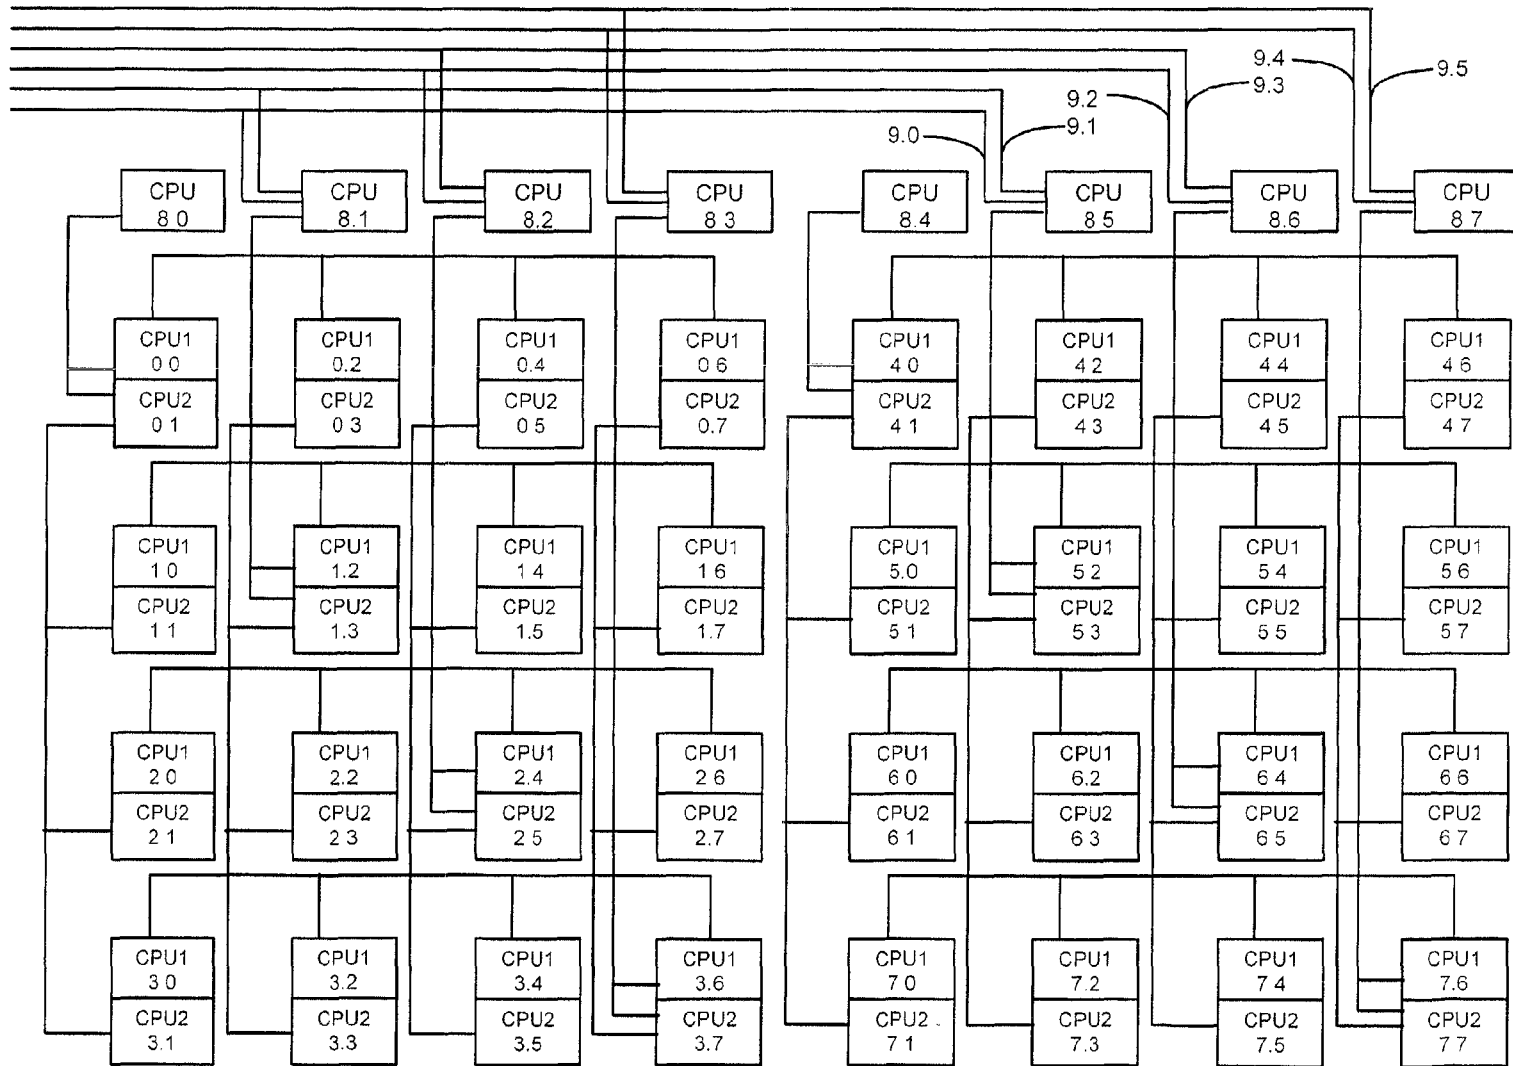 9.4
9.5
9.3
9.2
9.1
9.0
CPU
8 0
CPU
8.1
CPU
8.2
CPU
8 3
CPU
8.4
CPU
8 5
CPU
8.6
CPU
8 7
CPU1
0 0
CPU2
0 1
CPU1
0.2
CPU2
0 3
CPU1
0.4
CPU2
0 5
CPU1
0 6
CPU2
0.7
CPU1
4 0
CPU2
4 1
CPU1
4 2
CPU2
4 3
CPU1
4 4
CPU2
4 5
CPU1
4 6
CPU2
4 7
CPU1
1 0
CPU2
1 1
CPU1
1.2
CPU2
1.3
CPU1
1 4
CPU2
1.5
CPU1
1 6
CPU2
1.7
CPU1
5.0
CPU2
5 1
CPU1
5 2
CPU2
5 3
CPU1
5 4
CPU2
5 5
CPU1
5 6
CPU2
5 7
CPU1
2 0
CPU2
2 1
CPU1
2.2
CPU2
2 3
CPU1
2.4
CPU2
2 5
CPU1
2 6
CPU2
2.7
CPU1
6 0
CPU2
6 1
CPU1
6.2
CPU2
6 3
CPU1
6 4
CPU2
6 5
CPU1
6 6
CPU2
6 7
CPU1
3 0
CPU2
3.1
CPU1
3.2
CPU2
3.3
CPU1
3.4
CPU2
3.5
CPU1
3.6
CPU2
3.7
CPU1
7 0
CPU2
7 1
CPU1
7.2
CPU2
7.3
CPU1
7 4
CPU2
7.5
CPU1
7.6
CPU2
7 7